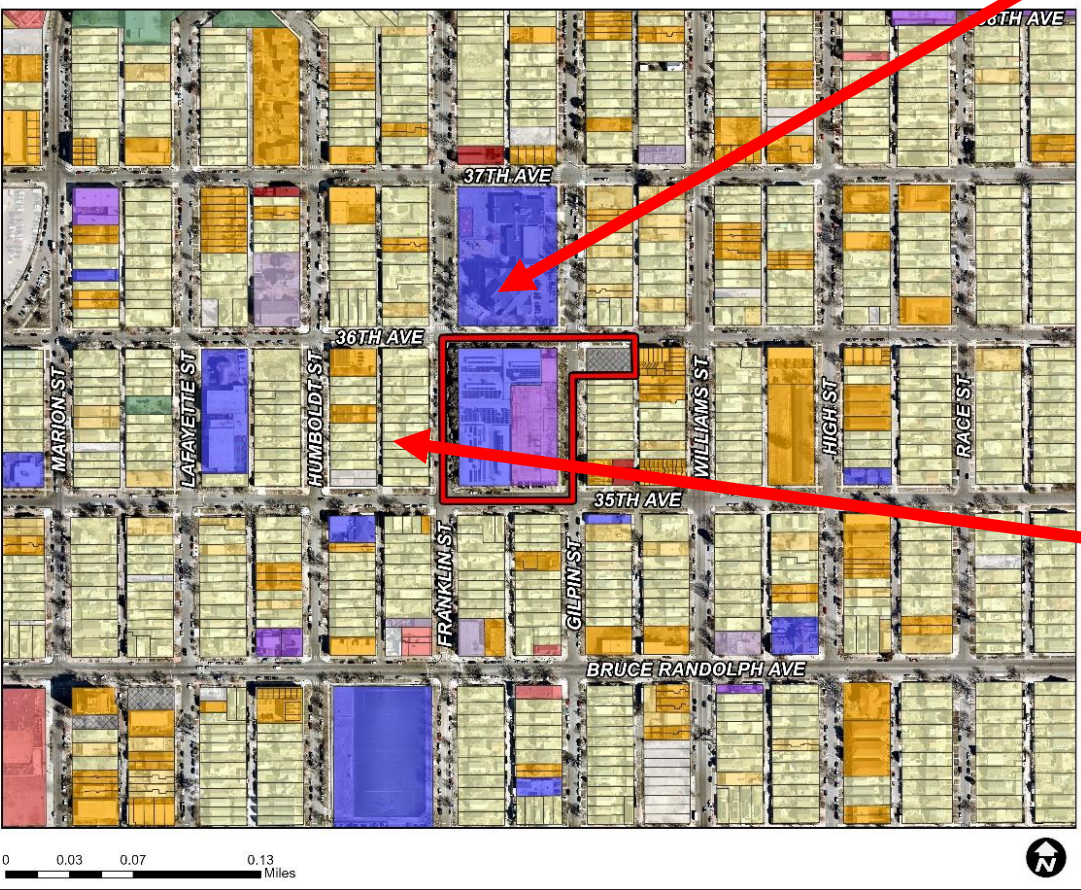 38TH AVE
37TH AVE
36TH AVE
MARION ST
LAFAYETTE ST
HUMBOLDT ST
WILLIAMS ST
HIGH ST
RACE ST
35TH AVE
FRANKLIN ST
GILPIN ST
BRUCE RANDOLPH AVE
0 0.03 0.07 0.13
Miles
N